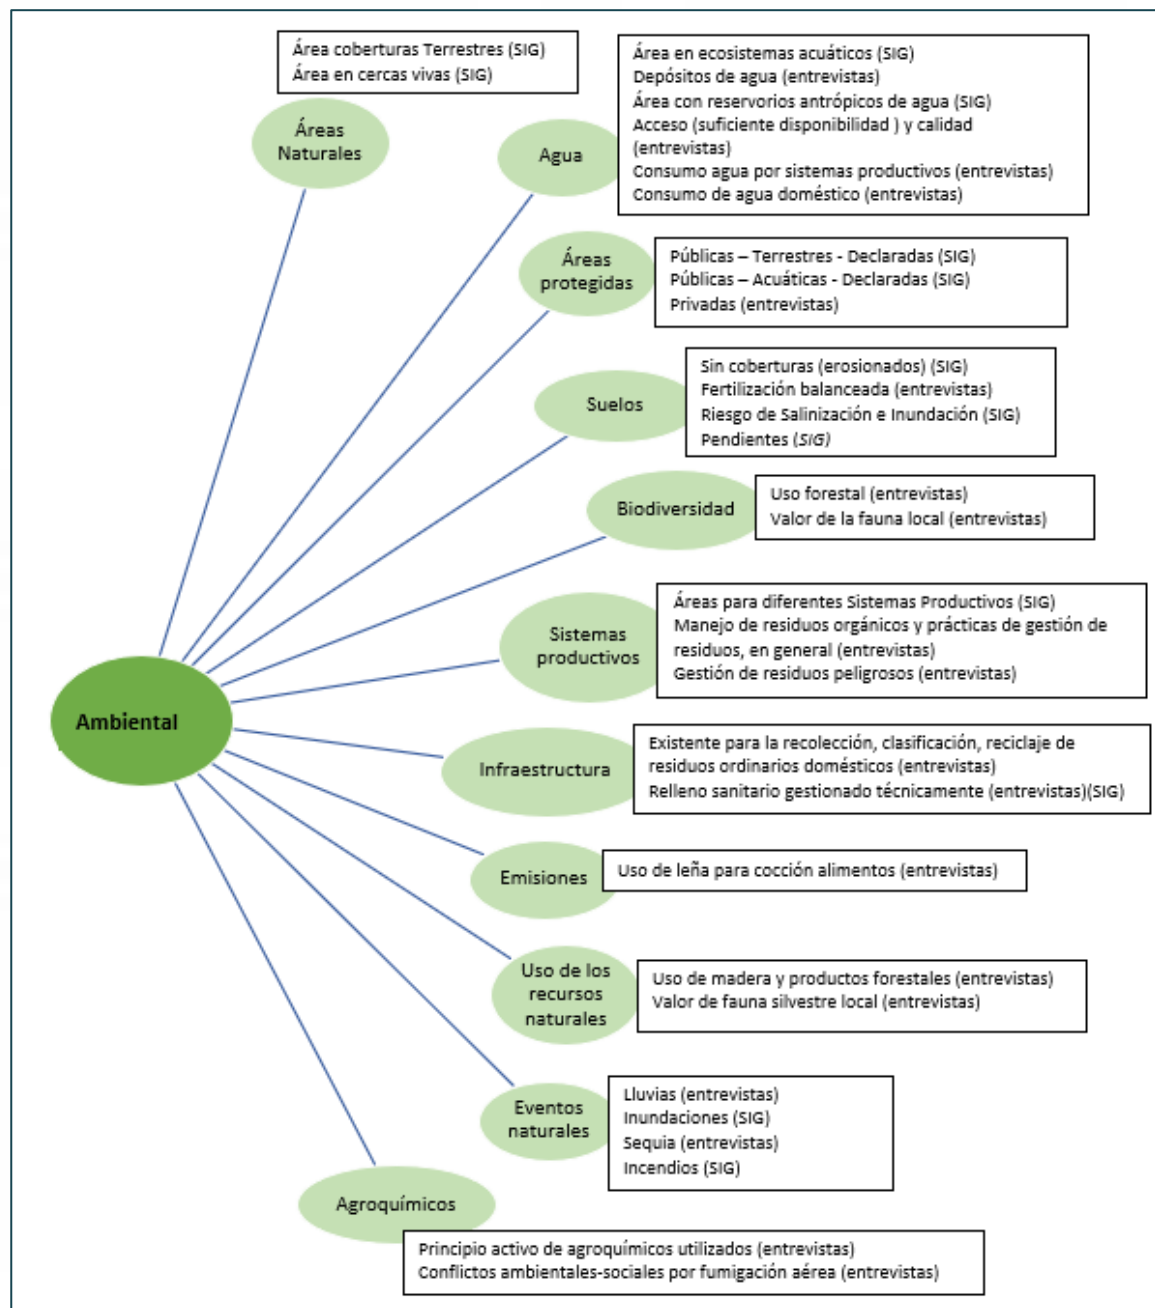 Área coberturas Terrestres (SIG)
Área en cercas vivas (SIG)
Áreas
Naturales
Área en ecosistemas acuáticos (SIG)
Depósitos de agua (entrevistas)
Área con reservorios antrópicos de agua (SIG)
Acceso (suficiente disponibilidad ) y calidad
(entrevistas)
Consumo agua por sistemas productivos (entrevistas)
Consumo de agua doméstico (entrevistas)
Agua
Áreas
protegidas
Públicas – Terrestres - Declaradas (SIG)
Públicas – Acuáticas - Declaradas (SIG)
Privadas (entrevistas)
Suelos
Sin coberturas (erosionados) (SIG)
Fertilización balanceada (entrevistas)
Riesgo de Salinización e Inundación (SIG)
Pendientes (SIG)
Biodiversidad
Uso forestal (entrevistas)
Valor de la fauna local (entrevistas)
Sistemas
productivos
Áreas para diferentes Sistemas Productivos (SIG)
Manejo de residuos orgánicos y prácticas de gestión de
residuos, en general (entrevistas)
Gestión de residuos peligrosos (entrevistas)
Ambiental
Infraestructura
Existente para la recolección, clasificación, reciclaje de
residuos ordinarios domésticos (entrevistas)
Relleno sanitario gestionado técnicamente (entrevistas)(SIG)
Emisiones
Uso de leña para cocción alimentos (entrevistas)
Uso de los
recursos
naturales
Uso de madera y productos forestales (entrevistas)
Valor de fauna silvestre local (entrevistas)
Eventos
naturales
Lluvias (entrevistas)
Inundaciones (SIG)
Sequia (entrevistas)
Incendios (SIG)
Agroquímicos
Principio activo de agroquímicos utilizados (entrevistas)
Conflictos ambientales-sociales por fumigación aérea (entrevistas)